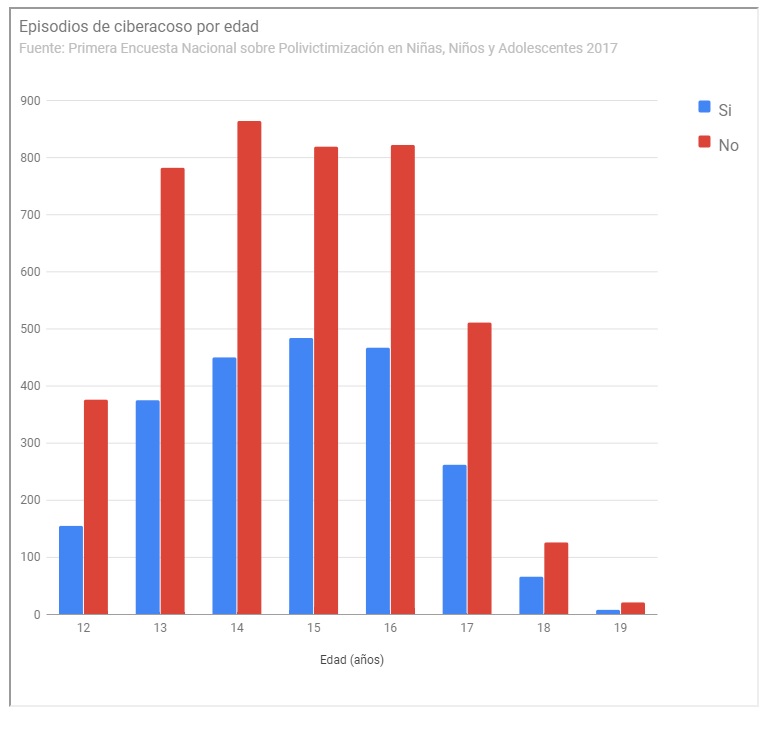 Episodios de ciberacoso por edad
Fuente: Primera Encuesta Nacional sobre Polivictimización en Niñas, Niños y Adolescentes 2017
Si
No
900
800
700
600
500
400
300
200
100
0
12 13 14 15 16 17 18 19
Edad (años)